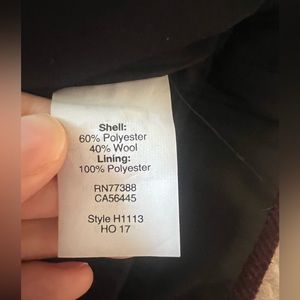 Shell:
60% Polyester
40% Wool
Lining:
100% Polyester
RN77388
CA56445
Style H1113
HO 17